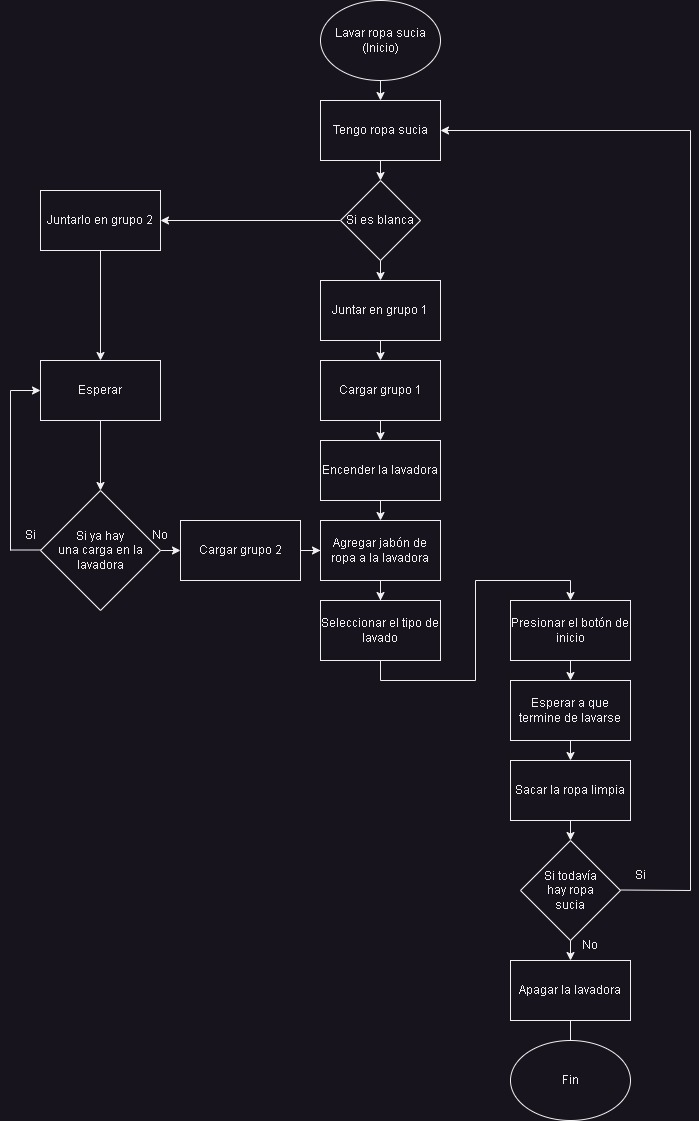 Lavar ropa sucia
(Inicio)
Tengo ropa sucia
Si es blanca
Juntarlo en grupo 2
Juntar en grupo 1
Esperar
Cargar grupo 1
Encender la lavadora
Si
Si ya hay
una carga en la
lavadora
No
Cargar grupo 2
Agregar jabón de
ropa a la lavadora
Seleccionar el tipo de
lavado
Presionar el botón de
inicio
Esperar a que
termine de lavarse
Sacar la ropa limpia
Si todavía
hay ropa
sucia
Si
No
Apagar la lavadora
Fin